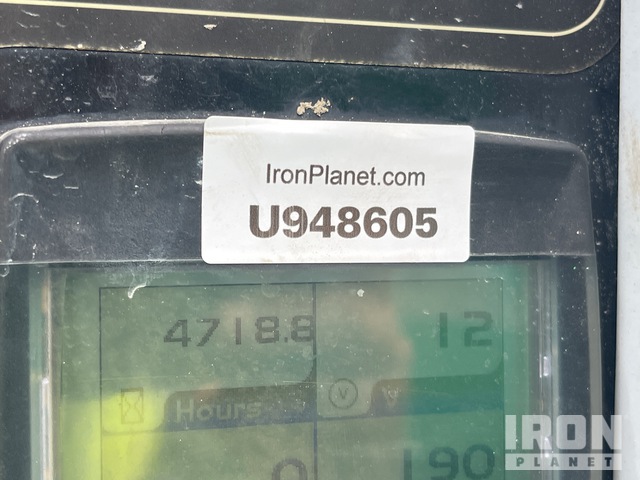 IronPlanet.com
U948605
4718.8 12
Hours V V
0 190
IRON
PLANET